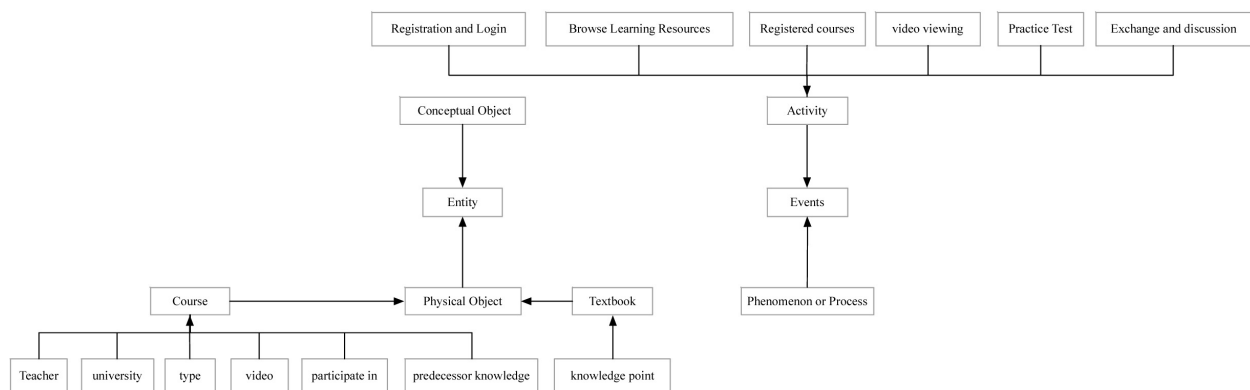 Registration and Login
Browse Learning Resources
Registered courses
video viewing
Practice Test
Exchange and discussion
Conceptual Object
Activity
Entity
Events
Course
Physical Object
Textbook
Phenomenon or Process
Teacher
university
type
video
participate in
predecessor knowledge
knowledge point